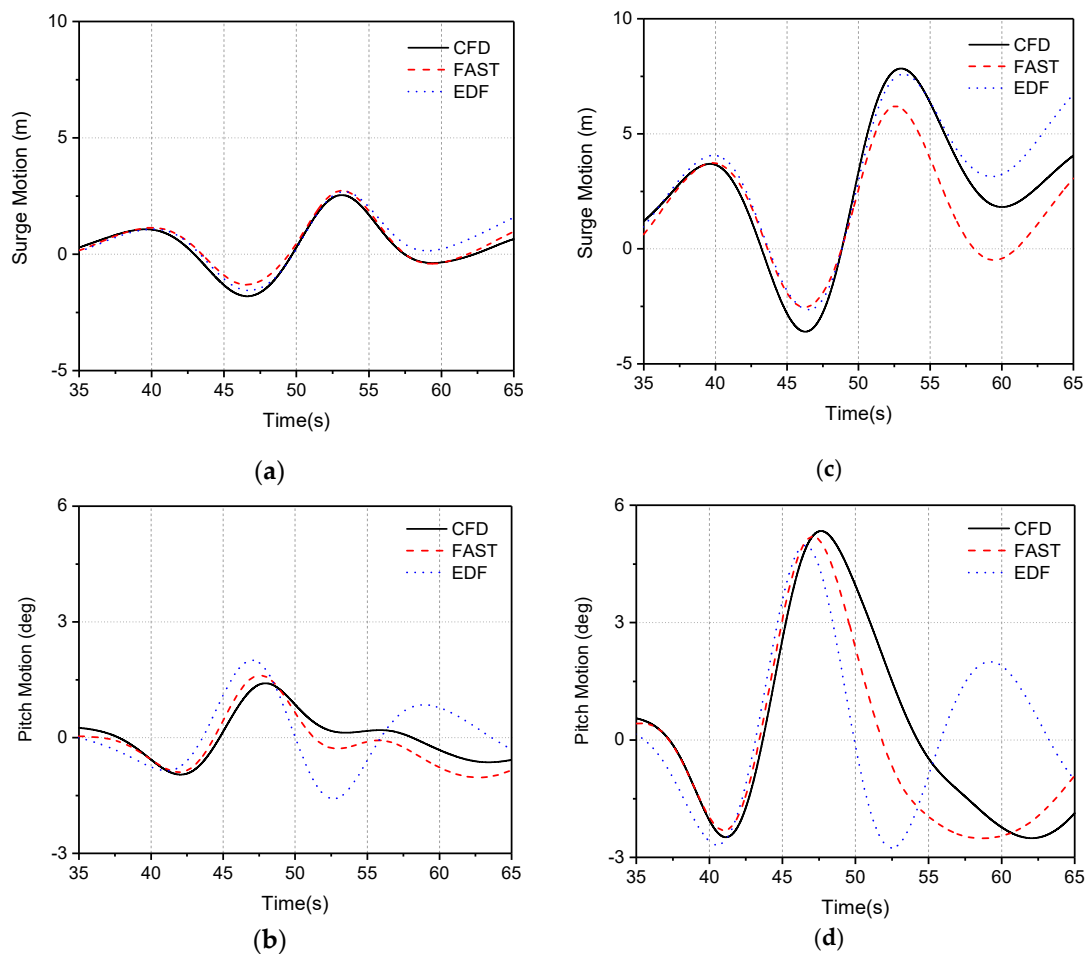 10
5
0
-5
Surge Motion (m)
CFD
FAST
EDF
35 40 45 50 55 60 65
Time(s)
(a)
10
5
0
-5
Surge Motion (m)
CFD
FAST
EDF
35 40 45 50 55 60 65
Time(s)
(c)
6
3
0
-3
Pitch Motion (deg)
CFD
FAST
EDF
35 40 45 50 55 60 65
Time(s)
(b)
6
3
0
-3
Pitch Motion (deg)
CFD
FAST
EDF
35 40 45 50 55 60 65
Time(s)
(d)